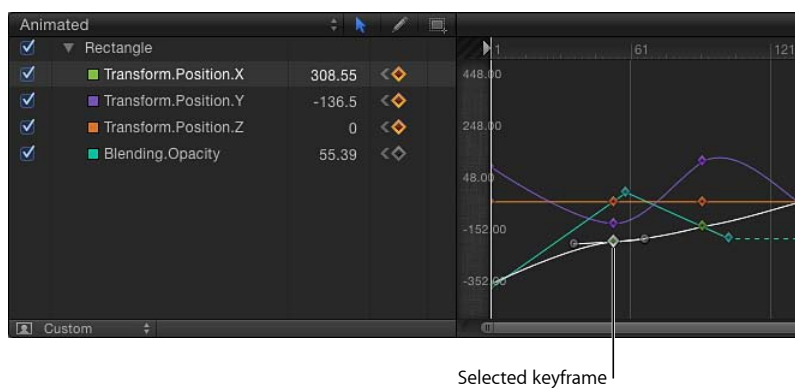 Animated
Rectangle
Transform.Position.X 308.55
Transform.Position.Y -136.5
Transform.Position.Z 0
Blending.Opacity 55.39
Custom
1 61 121
448.00
248.00
48.00
-152.00
-352.00
Selected keyframe